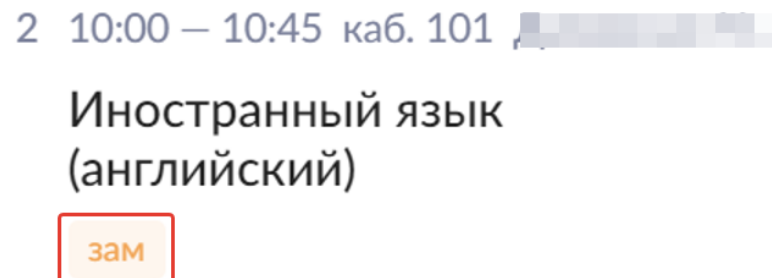 2 10:00 — 10:45 каб. 101
Иностранный язык
(английский)
зам